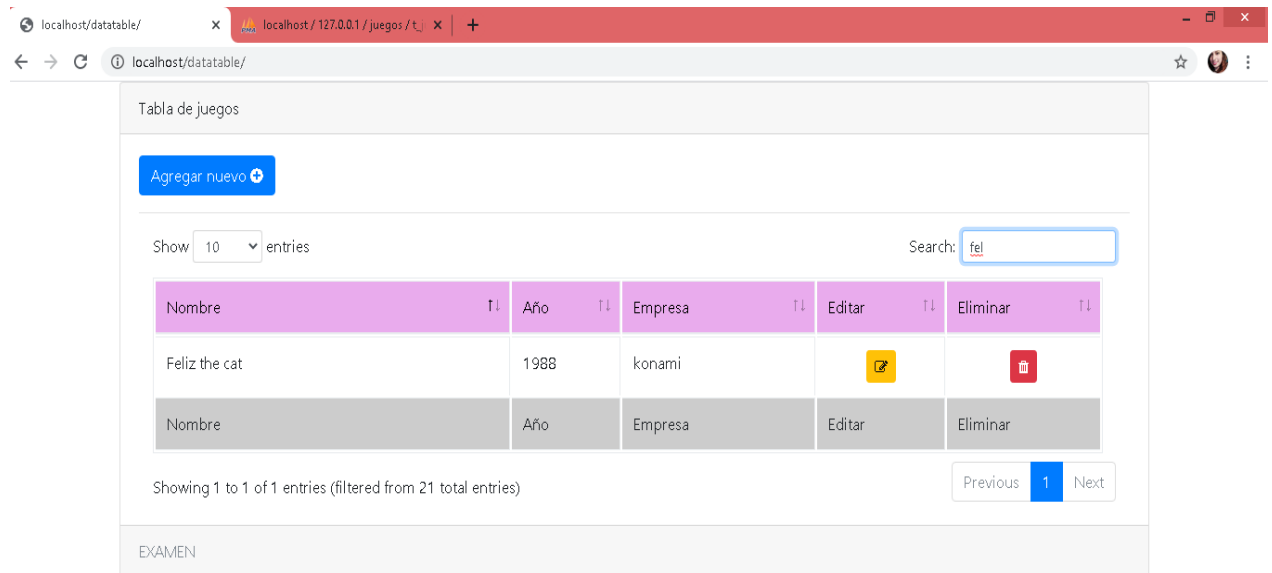 localhost/datatable/
localhost / 127.0.0.1 / juegos / t_j
localhost/datatable/
Tabla de juegos
Agregar nuevo
Show 10 entries
Search: fel
Nombre Año Empresa Editar Eliminar
Feliz the cat 1988 konami
Nombre Año Empresa Editar Eliminar
Showing 1 to 1 of 1 entries (filtered from 21 total entries)
Previous 1 Next
EXAMEN